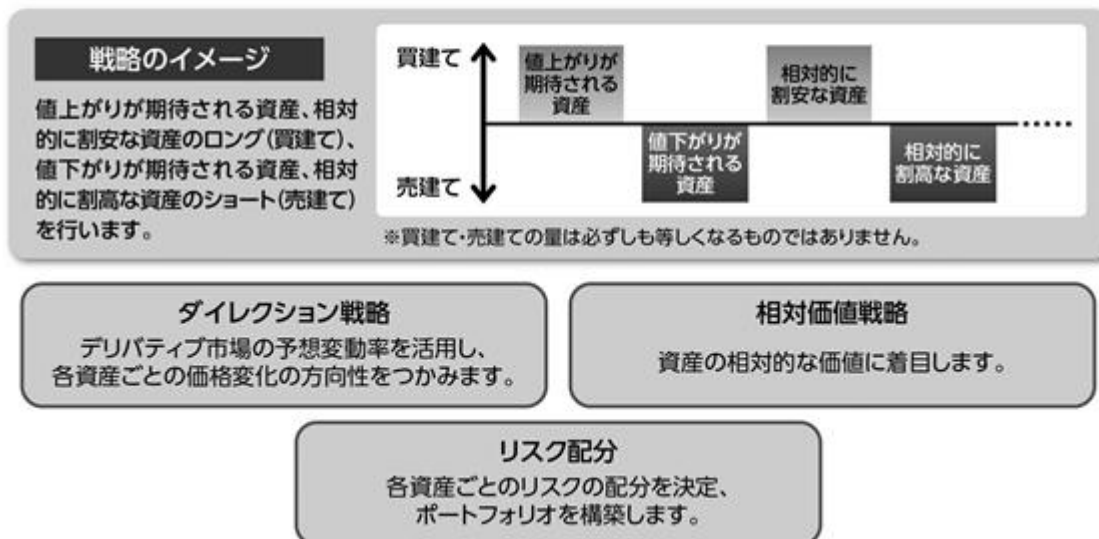 戦略のイメージ
値上がりが期待される資産、相対
的に割安な資産のロング(買建て)、
値下がりが期待される資産、相対
的に割高な資産のショート(売建て)
を行います。
買建て
売建て
値上がりが
期待される
資産
値下がりが
期待される
資産
相対的に
割安な資産
相対的に
割高な資産
※買建て・売建ての量は必ずしも等しくなるものではありません。
ダイレクション戦略
デリバティブ市場の予想変動率を活用し、
各資産ごとの価格変化の方向性をつかみます。
相対価値戦略
資産の相対的な価値に着目します。
リスク配分
各資産ごとのリスクの配分を決定、
ポートフォリオを構築します。